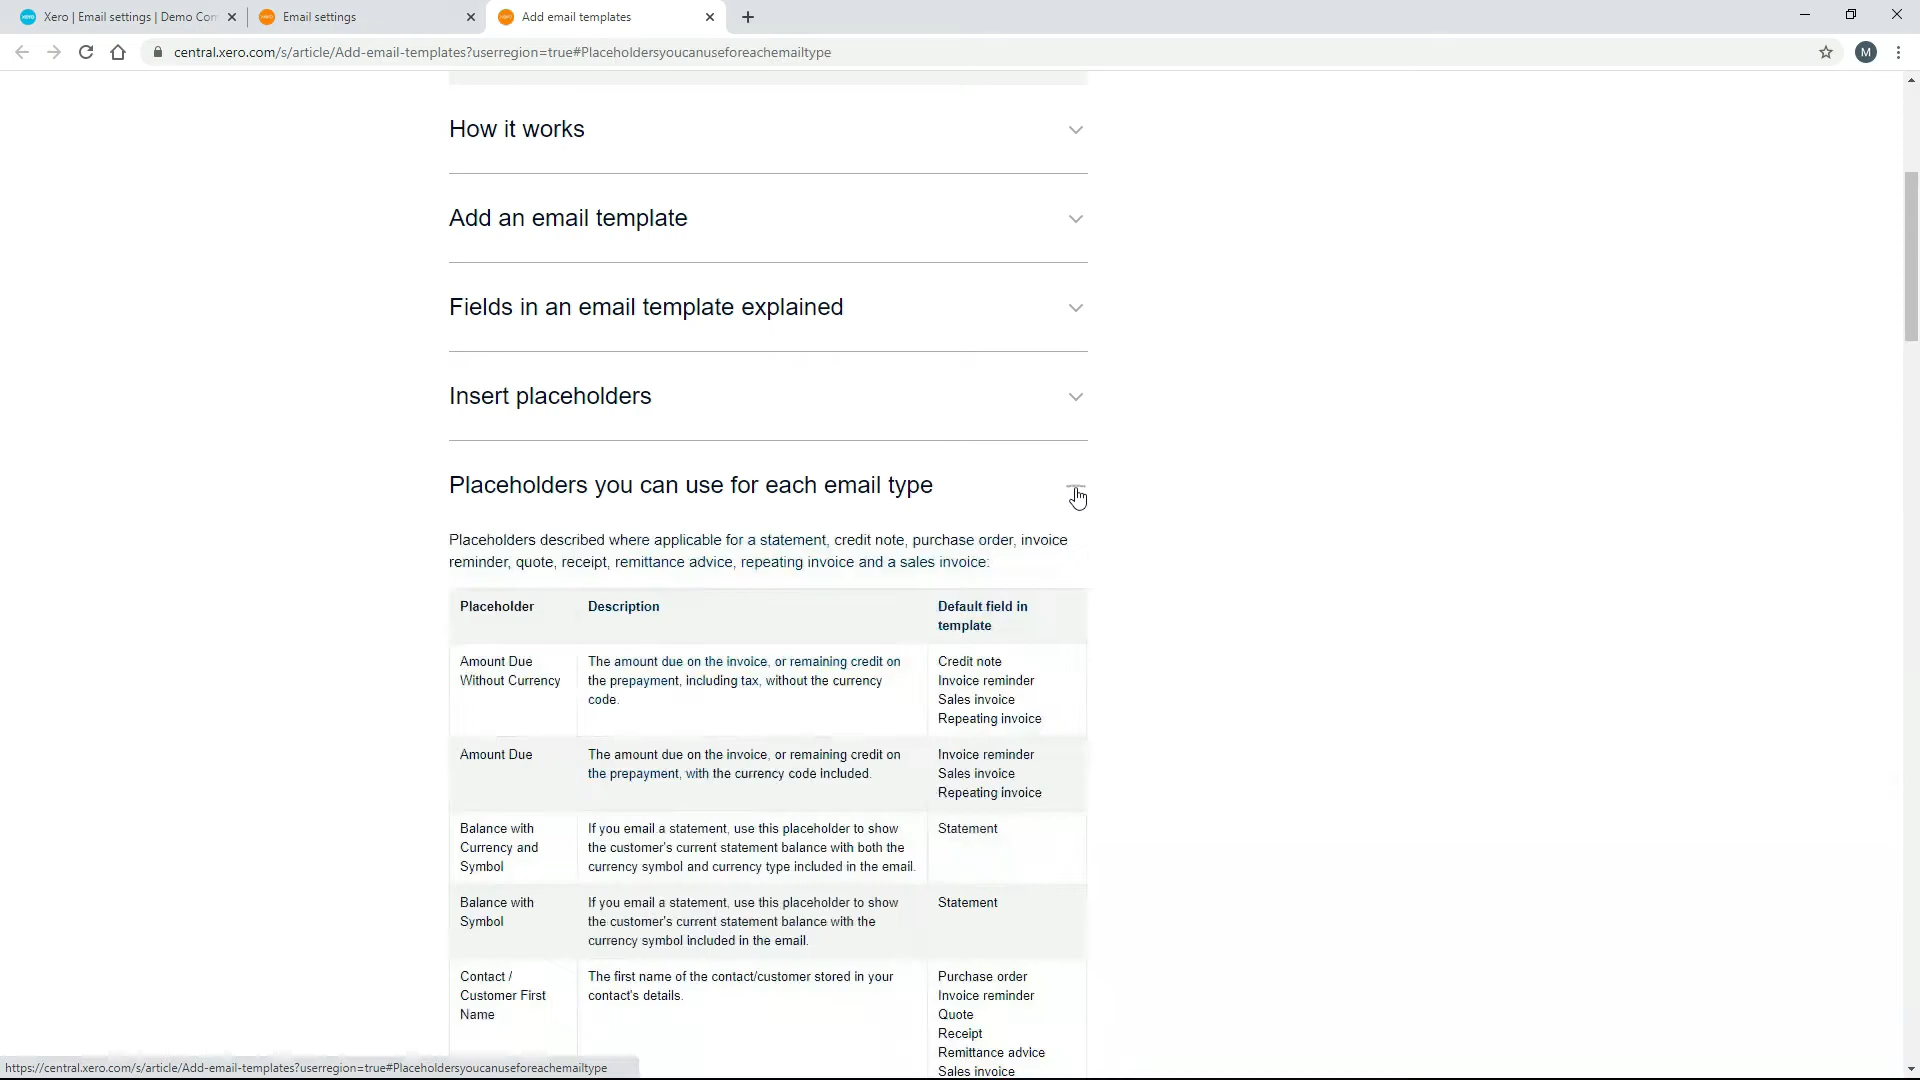 Xero | Email settings | Demo Com
Email settings
Add email templates
central.xero.com/s/article/Add-email-templates?userregion=true#Placeholdersyoucanuseforeachemailtype
M
How it works
Add an email template
Fields in an email template explained
Insert placeholders
Placeholders you can use for each email type
Placeholders described where applicable for a statement, credit note, purchase order, invoice
reminder, quote, receipt, remittance advice, repeating invoice and a sales invoice:
Placeholder
Description
Default field in
template
Amount Due
Without Currency
The amount due on the invoice, or remaining credit on
the prepayment, including tax, without the currency
code.
Credit note
Invoice reminder
Sales invoice
Repeating invoice
Amount Due
The amount due on the invoice, or remaining credit on
the prepayment, with the currency code included.
Invoice reminder
Sales invoice
Repeating invoice
Balance with
Currency and
Symbol
If you email a statement, use this placeholder to show
the customer's current statement balance with both the
currency symbol and currency type included in the email.
Statement
Balance with
Symbol
If you email a statement, use this placeholder to show
the customer's current statement balance with the
currency symbol included in the email.
Statement
Contact /
Customer First
Name
The first name of the contact/customer stored in your
contact's details.
Purchase order
Invoice reminder
Quote
Receipt
Remittance advice
Sales invoice
https://central.xero.com/s/article/Add-email-templates?userregion=true#Placeholdersyoucanuseforeachemailtype